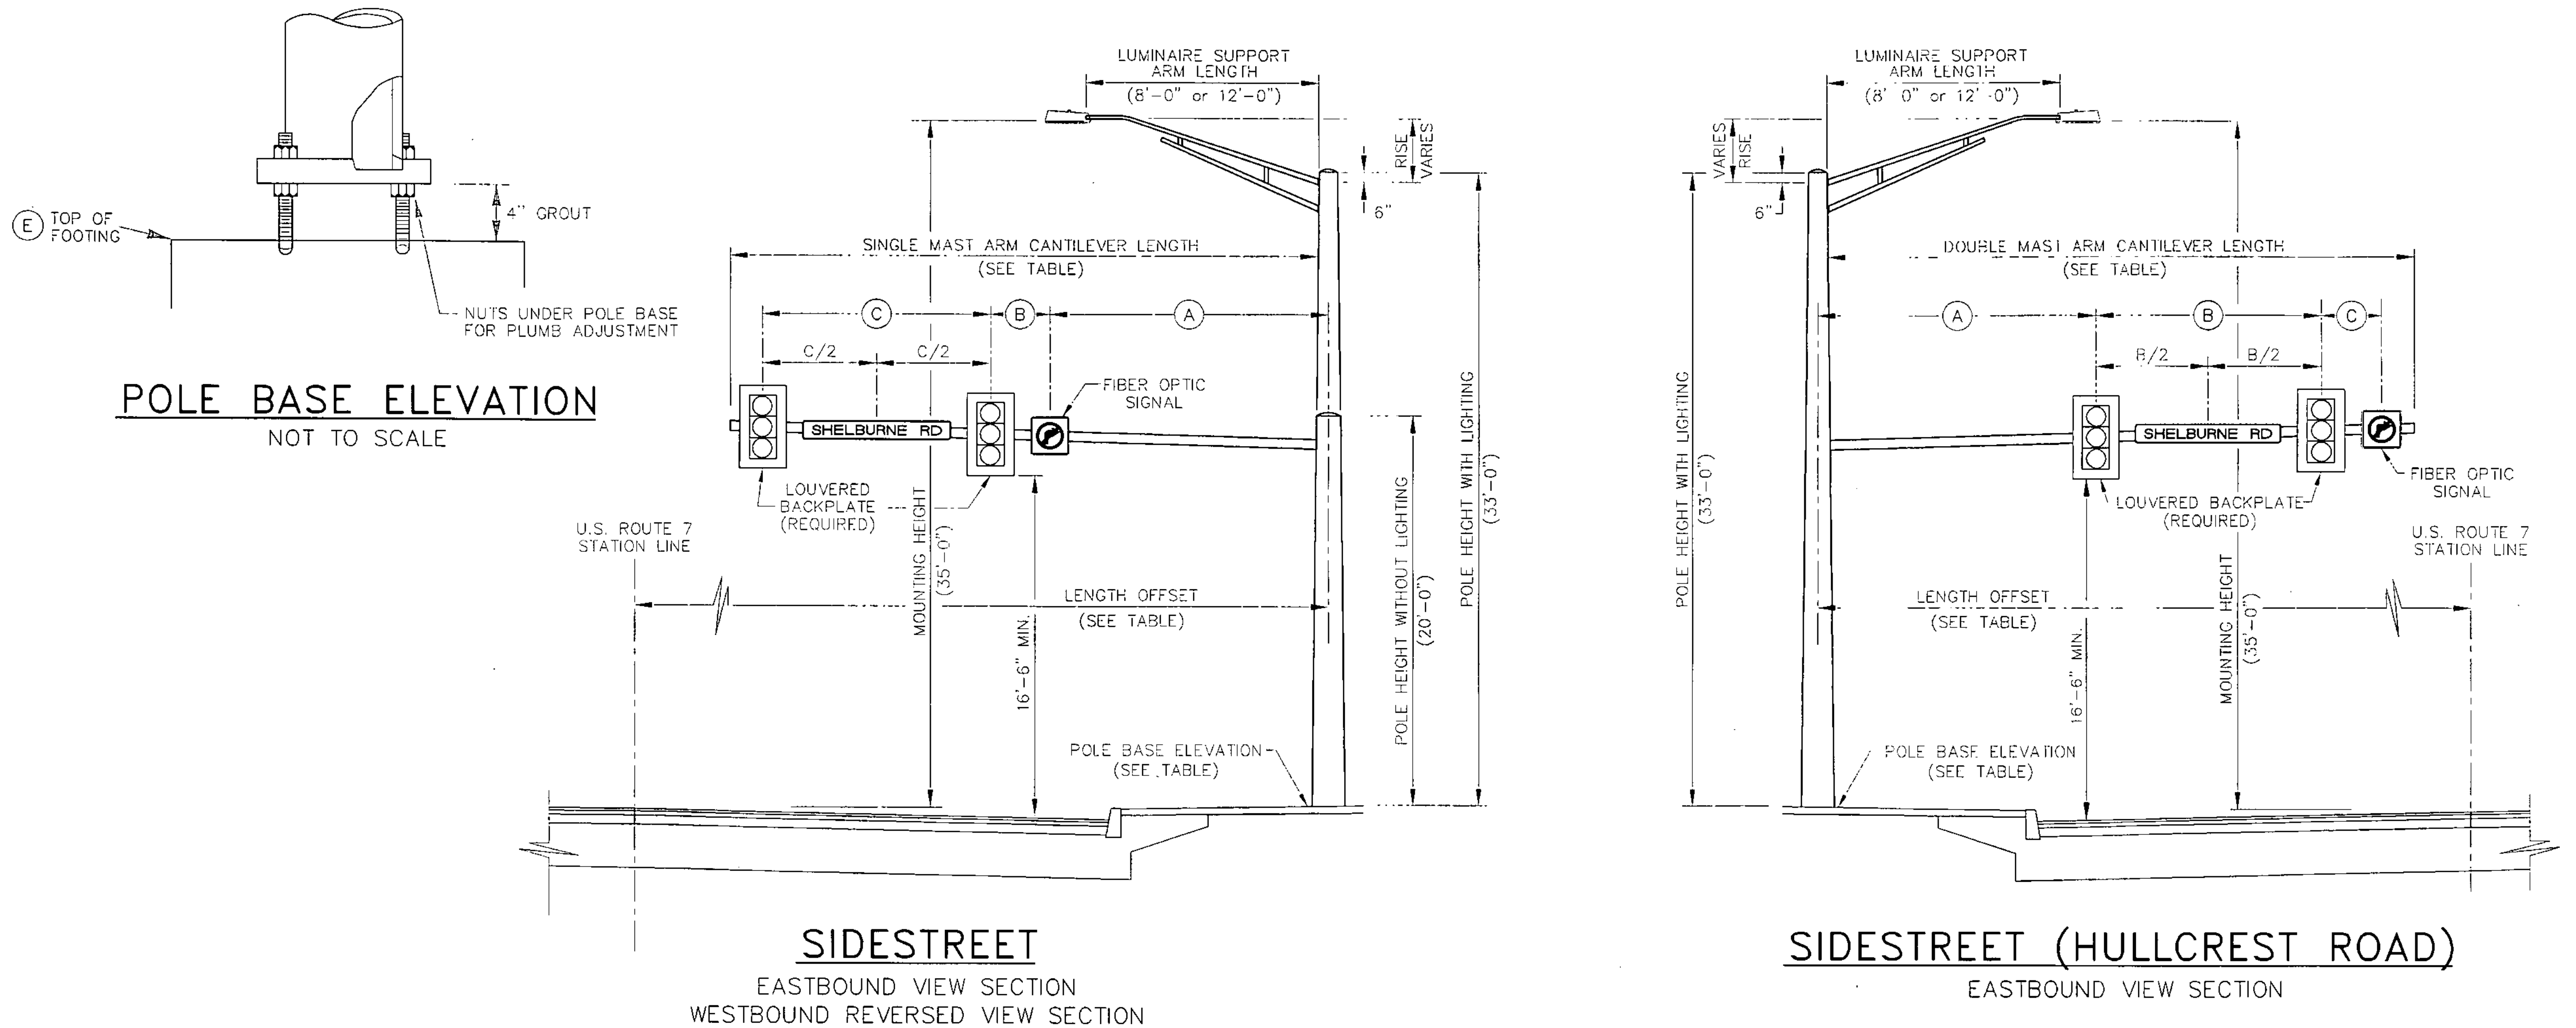 E
TOP OF
FOOTING
4" GROUT
NUTS UNDER POLE BASE
FOR PLUMB ADJUSTMENT
POLE BASE ELEVATION
NOT TO SCALE
LUMINAIRE SUPPORT
ARM LENGTH
(8'-0" or 12'-0")
RISE
VARIES
6"
SINGLE MAST ARM CANTILEVER LENGTH
(SEE TABLE)
C
B
A
C/2
C/2
FIBER OPTIC
SIGNAL
SHELBURNE RD
LOUVERED
BACKPLATE
(REQUIRED)
U.S. ROUTE 7
STATION LINE
MOUNTING HEIGHT
(35'-0")
LENGTH OFFSET
(SEE TABLE)
16'-6" MIN.
POLE HEIGHT WITHOUT LIGHTING
(20'-0")
POLE HEIGHT WITH LIGHTING
(33'-0")
POLE BASE ELEVATION
(SEE TABLE)
SIDESTREET
EASTBOUND VIEW SECTION
WESTBOUND REVERSED VIEW SECTION
LUMINAIRE SUPPORT
ARM LENGTH
(8' 0" or 12'-0")
VARIES
RISE
6"
DOUBLE MAST ARM CANTILEVER LENGTH
(SEE TABLE)
A
B
C
B/2
B/2
SHELBURNE RD
FIBER OPTIC
SIGNAL
LOUVERED BACKPLATE
(REQUIRED)
U.S. ROUTE 7
STATION LINE
POLE HEIGHT WITH LIGHTING
(33'-0")
LENGTH OFFSET
(SEE TABLE)
16'-6" MIN.
MOUNTING HEIGHT
(35'-0")
POLE BASE ELEVATION
(SEE TABLE)
SIDESTREET (HULLCREST ROAD)
EASTBOUND VIEW SECTION